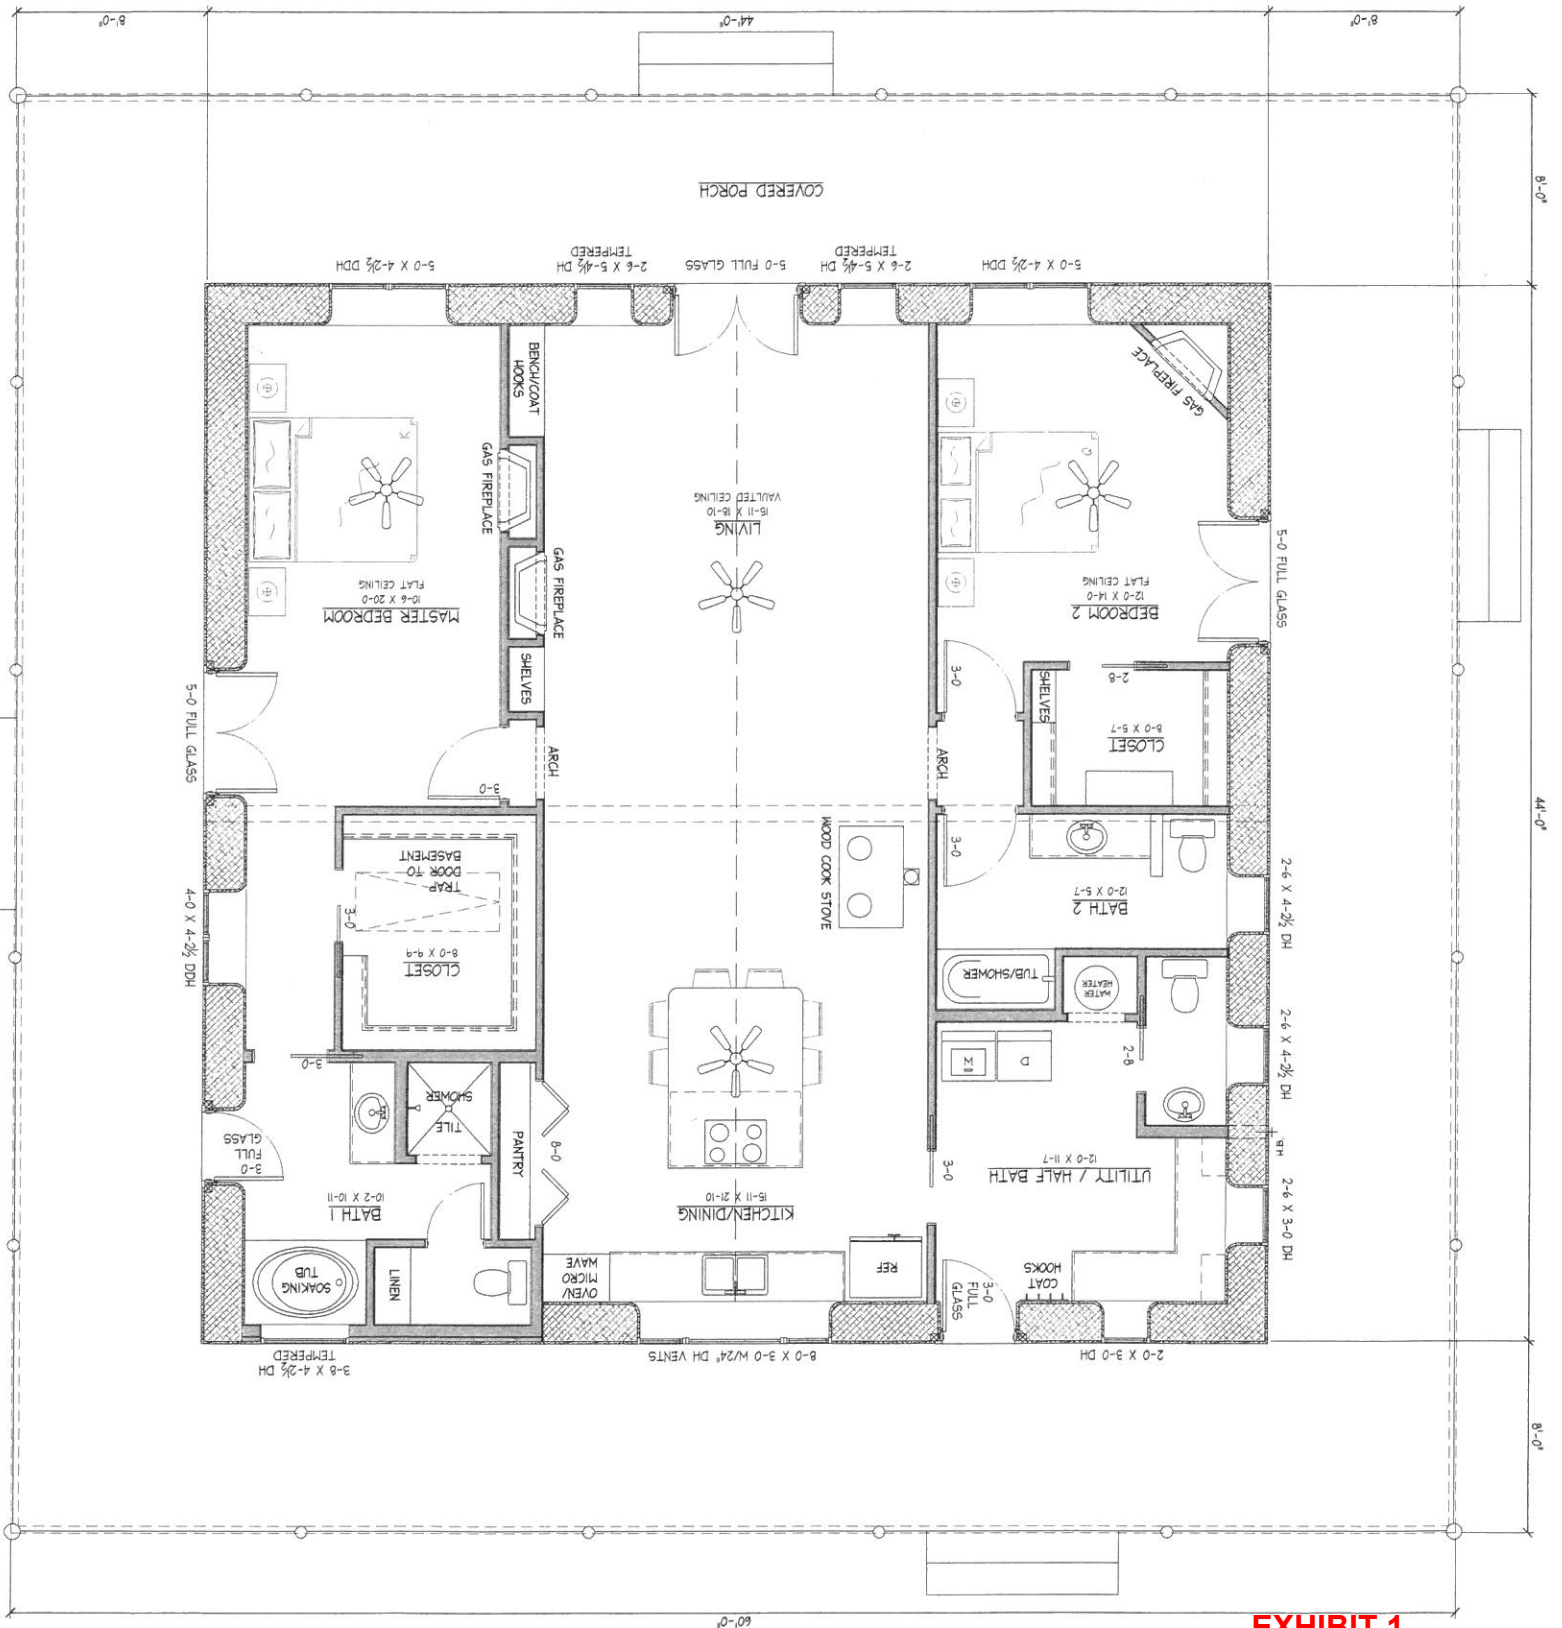 8'-0"
44'-0"
8'-0"
8'-0"
COVERED PORCH
5-0 X 4-2½ DDH
2-6 X 5-4½ DH
TEMPERED
5-0 FULL GLASS
2-6 X 5-4½ DH
TEMPERED
5-0 X 4-2½ DDH
BENCH/COAT
HOOKS
GAS FIREPLACE
K
GAS FIREPLACE
Q
LIVING
15-11 X 18-10
VAULTED CEILING
GAS FIREPLACE
5-0 FULL GLASS
MASTER BEDROOM
10-6 X 20-0
FLAT CEILING
BEDROOM 2
12-0 X 14-0
FLAT CEILING
SHELVES
3-0
2-8
SHELVES
5-0 FULL GLASS
ARCH
ARCH
CLOSET
8-0 X 5-7
3-0
44'-0"
WOOD COOK STOVE
3-0
TRAP
DOOR TO
BASEMENT
3-0
4-0 X 4-2½ DDH
BATH 2
12-0 X 5-7
2-6 X 4-2½ DH
CLOSET
8-0 X 9-9
TUB/SHOWER
WATER
HEATER
3-0
M
D
2-8
2-6 X 4-2½ DH
TILE
SHOWER
PANTRY
8-0
3-0
FULL
GLASS
H.B.
3-0
UTILITY / HALF BATH
12-0 X 11-7
BATH 1
10-2 X 10-11
KITCHEN/DINING
15-11 X 21-10
2-6 X 3-0 DH
SOAKING
TUB
LINEN
OVEN/
MICRO
WAVE
REF
3-0
FULL
GLASS
COAT
HOOKS
3-8 X 4-2½ DH
TEMPERED
8-0 X 3-0 W/24" DH VENTS
2-0 X 3-0 DH
8'-0"
60'-0"
EXHIBIT 1